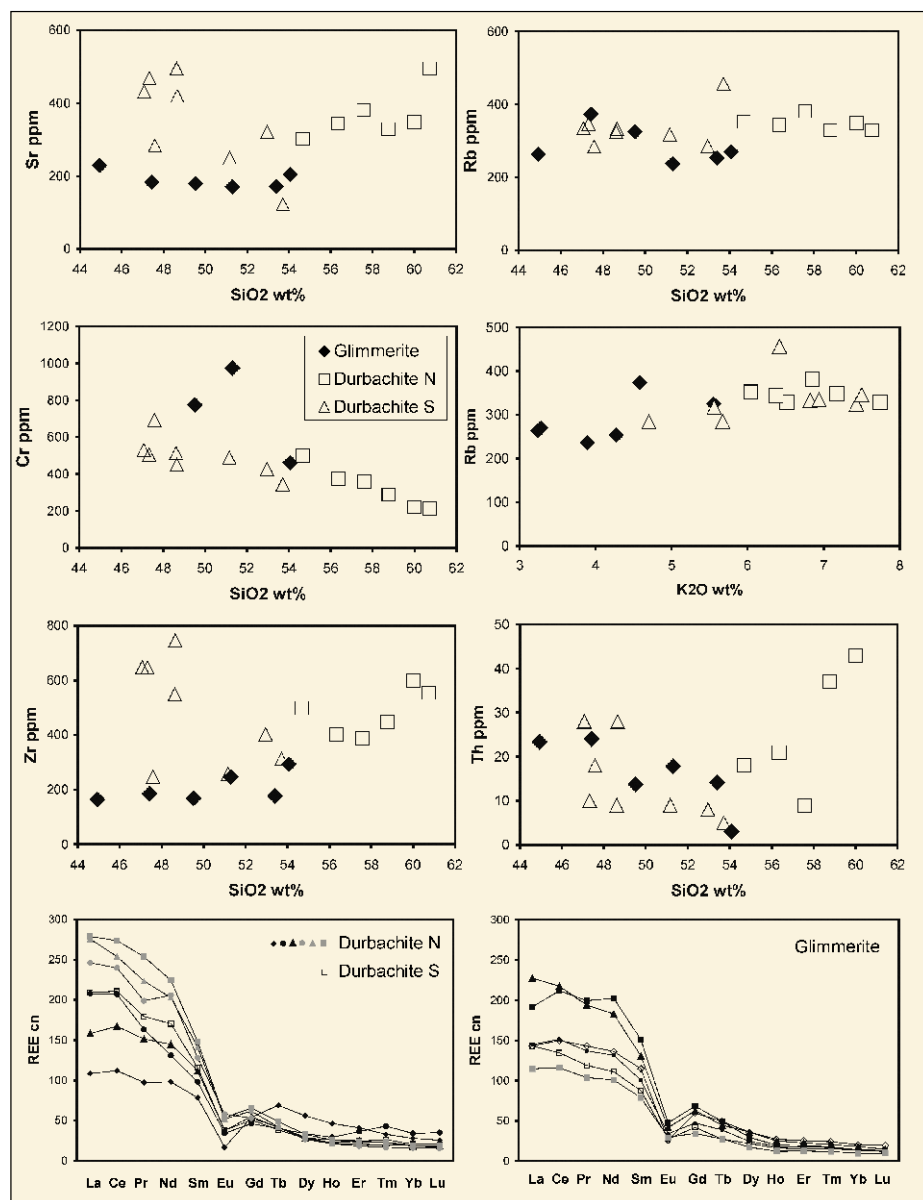 600
400
200
0
Sr ppm
44 46 48 50 52 54 56 58 60 62
SiO2 wt%
600
400
200
0
Rb ppm
44 46 48 50 52 54 56 58 60 62
SiO2 wt%
1200
1000
800
600
400
200
0
Cr ppm
Glimmerite
Durbachite N
Durbachite S
44 46 48 50 52 54 56 58 60 62
SiO2 wt%
500
400
300
200
100
0
Rb ppm
3 4 5 6 7 8
K2O wt%
800
600
400
200
0
Zr ppm
44 46 48 50 52 54 56 58 60 62
SiO2 wt%
50
40
30
20
10
0
Th ppm
44 46 48 50 52 54 56 58 60 62
SiO2 wt%
300
250
200
150
100
50
0
REE cn
Durbachite N
Durbachite S
La Ce Pr Nd Sm Eu Gd Tb Dy Ho Er Tm Yb Lu
300
250
200
150
100
50
0
REE cn
Glimmerite
La Ce Pr Nd Sm Eu Gd Tb Dy Ho Er Tm Yb Lu